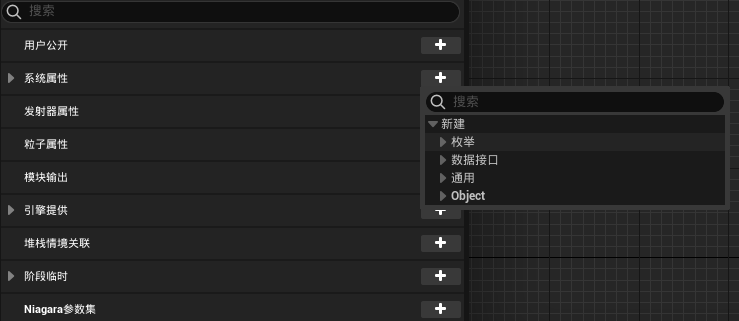 搜索
用户公开
系统属性
发射器属性
粒子属性
模块输出
引擎提供
堆栈情境关联
阶段临时
Niagara参数集
搜索
新建
枚举
数据接口
通用
Object